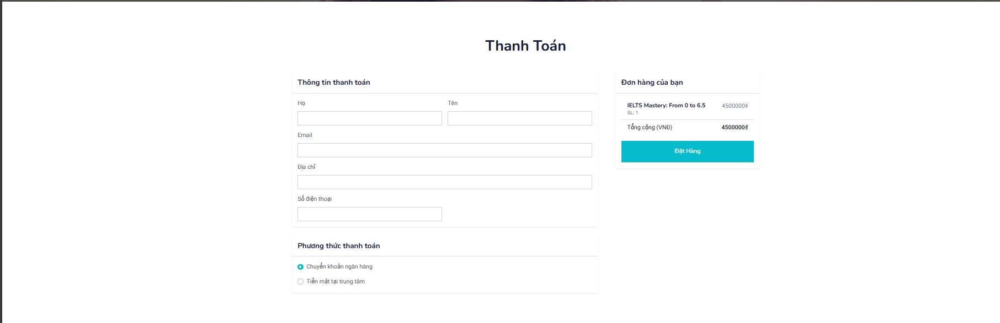 Thanh Toán
Thông tin thanh toán
Họ
Tên
Email
Địa chỉ
Số điện thoại
Phương thức thanh toán
Chuyển khoản ngân hàng
Tiền mặt tại trung tâm
Đơn hàng của bạn
IELTS Mastery: From 0 to 6.5 4500000₫
SL: 1
Tổng cộng (VNĐ) 4500000₫
Đặt Hàng